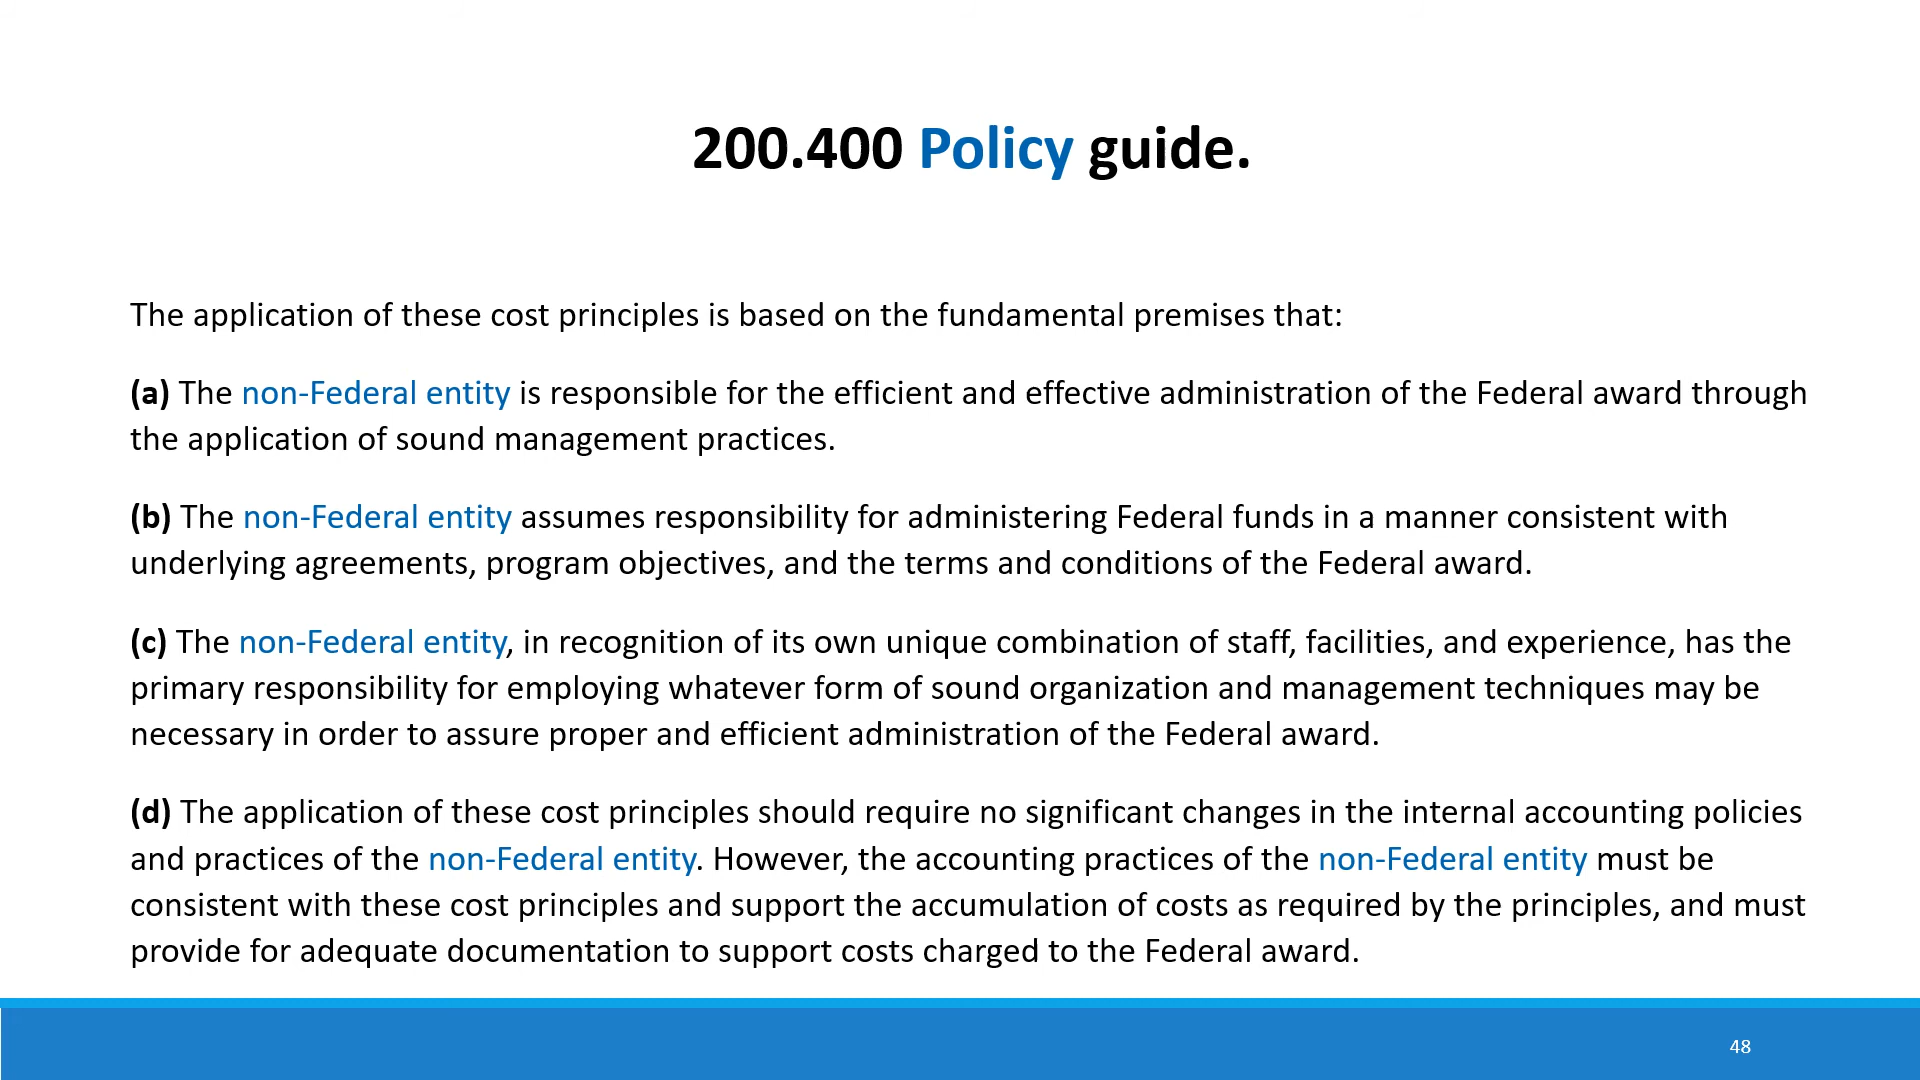 200.400 Policy guide.
The application of these cost principles is based on the fundamental premises that:
(a) The non-Federal entity is responsible for the efficient and effective administration of the Federal award through
the application of sound management practices.
(b) The non-Federal entity assumes responsibility for administering Federal funds in a manner consistent with
underlying agreements, program objectives, and the terms and conditions of the Federal award.
(c) The non-Federal entity, in recognition of its own unique combination of staff, facilities, and experience, has the
primary responsibility for employing whatever form of sound organization and management techniques may be
necessary in order to assure proper and efficient administration of the Federal award.
(d) The application of these cost principles should require no significant changes in the internal accounting policies
and practices of the non-Federal entity. However, the accounting practices of the non-Federal entity must be
consistent with these cost principles and support the accumulation of costs as required by the principles, and must
provide for adequate documentation to support costs charged to the Federal award.
48